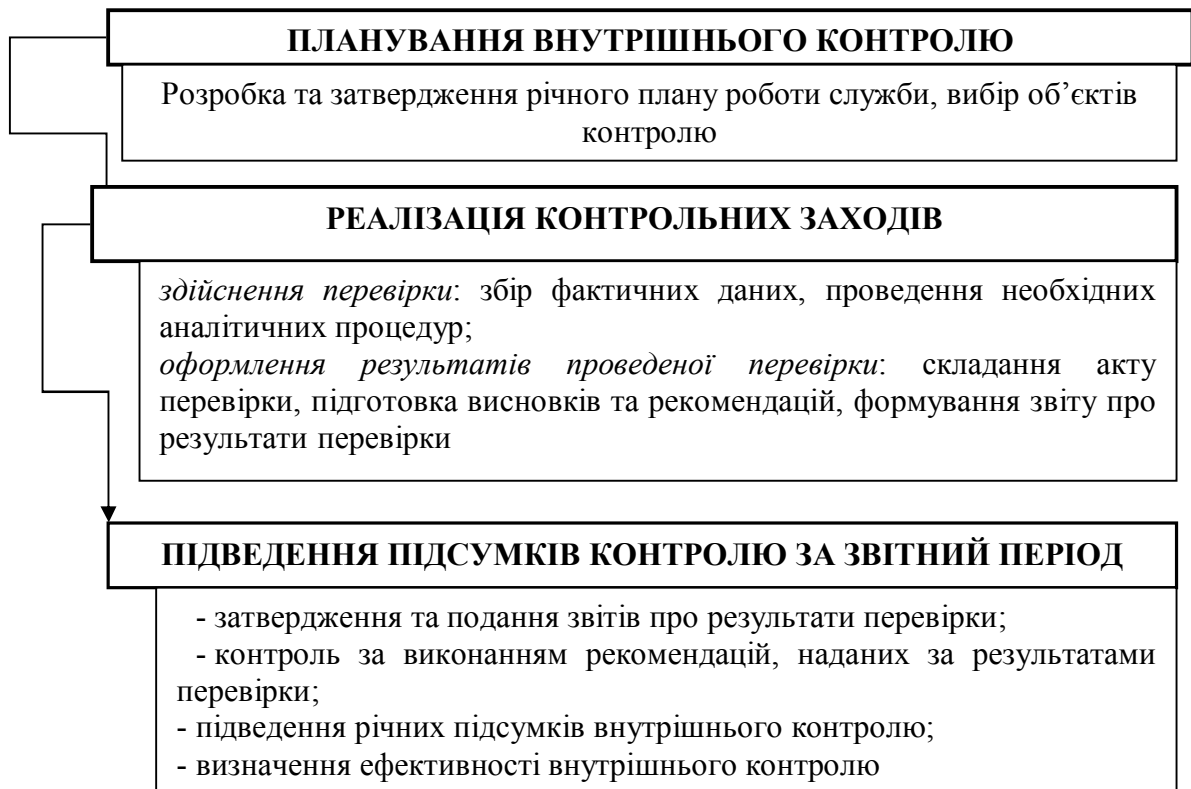 ПЛАНУВАННЯ ВНУТРІШНЬОГО КОНТРОЛЮ
Розробка та затвердження річного плану роботи служби, вибір об’єктів
контролю
РЕАЛІЗАЦІЯ КОНТРОЛЬНИХ ЗАХОДІВ
здійснення перевірки: збір фактичних даних, проведення необхідних
аналітичних процедур;
оформлення результатів проведеної перевірки: складання акту
перевірки, підготовка висновків та рекомендацій, формування звіту про
результати перевірки
ПІДВЕДЕННЯ ПІДСУМКІВ КОНТРОЛЮ ЗА ЗВІТНИЙ ПЕРІОД
- затвердження та подання звітів про результати перевірки;
- контроль за виконанням рекомендацій, наданих за результатами
перевірки;
- підведення річних підсумків внутрішнього контролю;
- визначення ефективності внутрішнього контролю